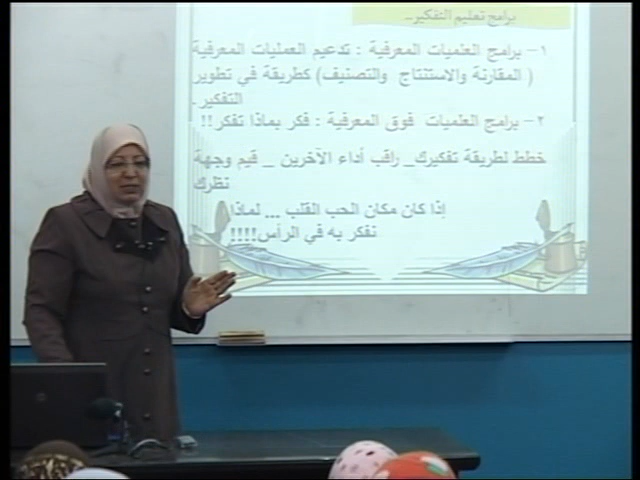 برامج تعليم التفكير..
١– برامج العلميات المعرفية : تدعيم العمليات المعرفية
( المقارنة والاستنتاج والتصنيف) كطريقة في تطوير
التفكير.
٢– برامج العلميات فوق المعرفية : فكر بماذا تفكر!!
خطط لطريقة تفكيرك_ راقب أداء الآخرين _ قيم وجهة
نظرك
إذا كان مكان الحب القلب ... لماذا
نفكر به في الرأس!!!!